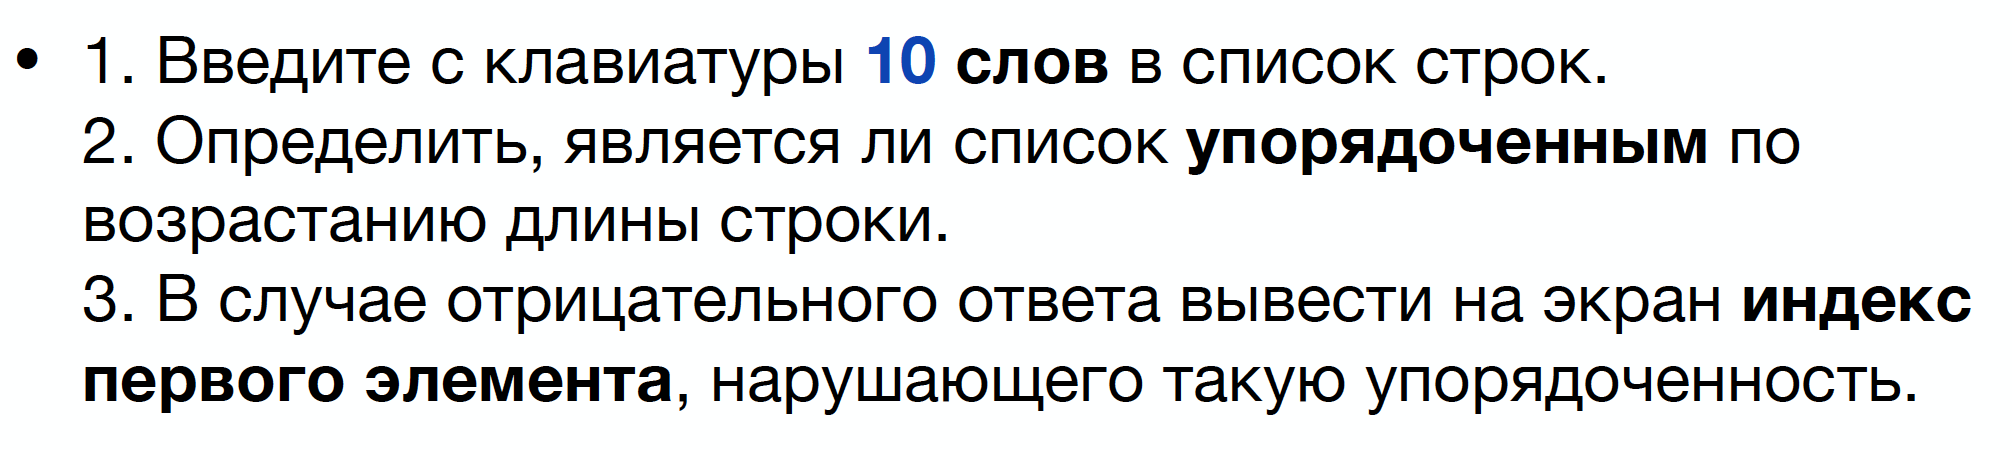 • 1. Введите с клавиатуры 10 слов в список строк.
2. Определить, является ли список упорядоченным по
возрастанию длины строки.
3. В случае отрицательного ответа вывести на экран индекс
первого элемента, нарушающего такую упорядоченность.